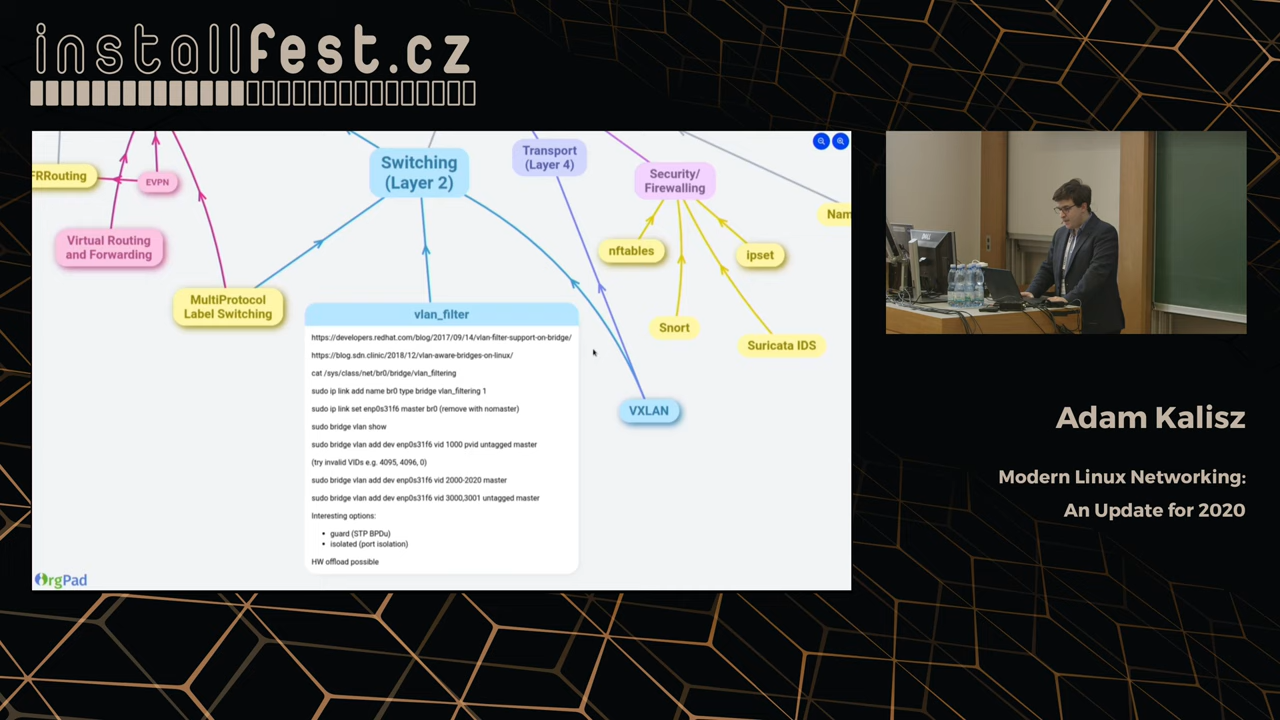 installfest.cz
Switching
(Layer 2)
Transport
(Layer 4)
Security/
Firewalling
FRRouting
EVPN
Nam
Virtual Routing
and Forwarding
nftables
ipset
MultiProtocol
Label Switching
Snort
Suricata IDS
VXLAN
vlan_filter
https://developers.redhat.com/blog/2017/09/14/vlan-filter-support-on-bridge/
https://blog.sdn.clinic/2018/12/vlan-aware-bridges-on-linux/
cat /sys/class/net/br0/bridge/vlan_filtering
sudo ip link add name br0 type bridge vlan_filtering 1
sudo ip link set enp0s31f6 master br0 (remove with nomaster)
sudo bridge vlan show
sudo bridge vlan add dev enp0s31f6 vid 1000 pvid untagged master
(try invalid VIDs e.g. 4095, 4096, 0)
sudo bridge vlan add dev enp0s31f6 vid 2000-2020 master
sudo bridge vlan add dev enp0s31f6 vid 3000,3001 untagged master
Interesting options:
• guard (STP BPDu)
• isolated (port isolation)
HW offload possible
OrgPad
Adam Kalisz
Modern Linux Networking:
An Update for 2020